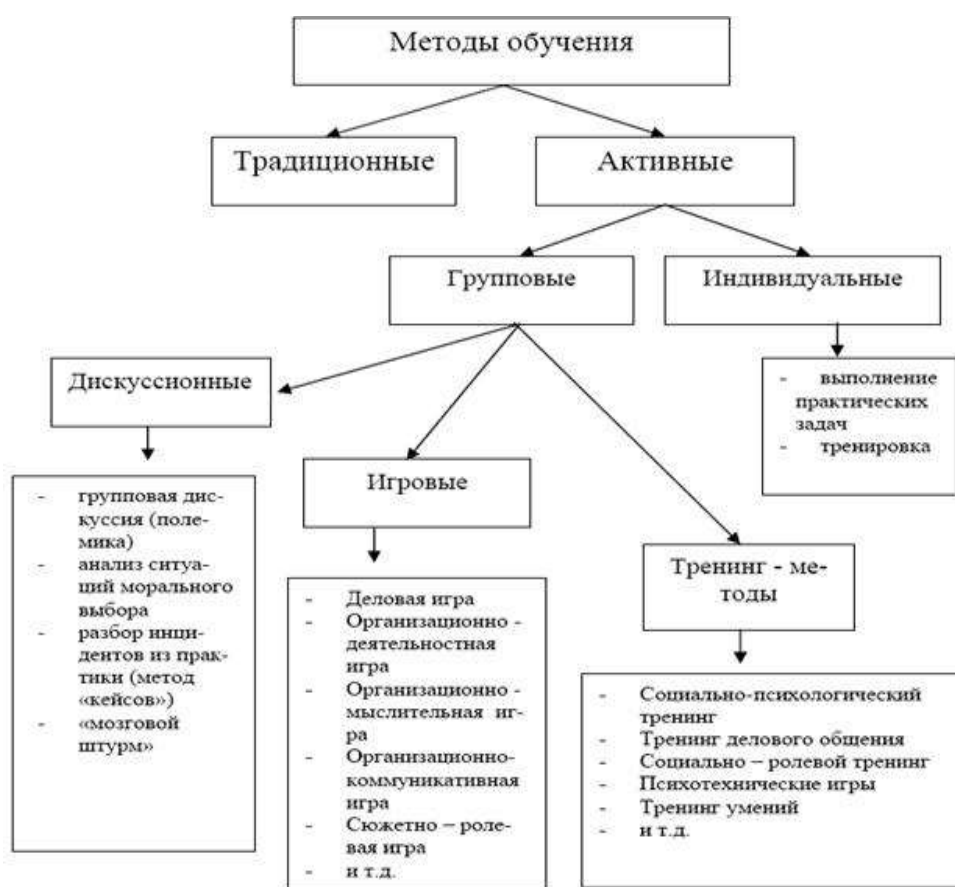 Методы обучения
Традиционные
Активные
Групповые
Индивидуальные
Дискуссионные
- выполнение
практических
задач
- тренировка
Игровые
- групповая дис-
куссия (поле-
мика)
- анализ ситуа-
ций морального
выбора
- разбор инци-
дентов из прак-
тики (метод
«кейсов»)
- «мозговой
штурм»
Тренинг - ме-
тоды
- Деловая игра
- Организационно -
деятельностная
игра
- Организационно -
мыслительная иг-
ра
- Организационно-
коммуникативная
игра
- Сюжетно – роле-
вая игра
- и т.д.
- Социально-психологический
тренинг
- Тренинг делового общения
- Социально – ролевой тренинг
- Психотехнические игры
- Тренинг умений
- и т.д.